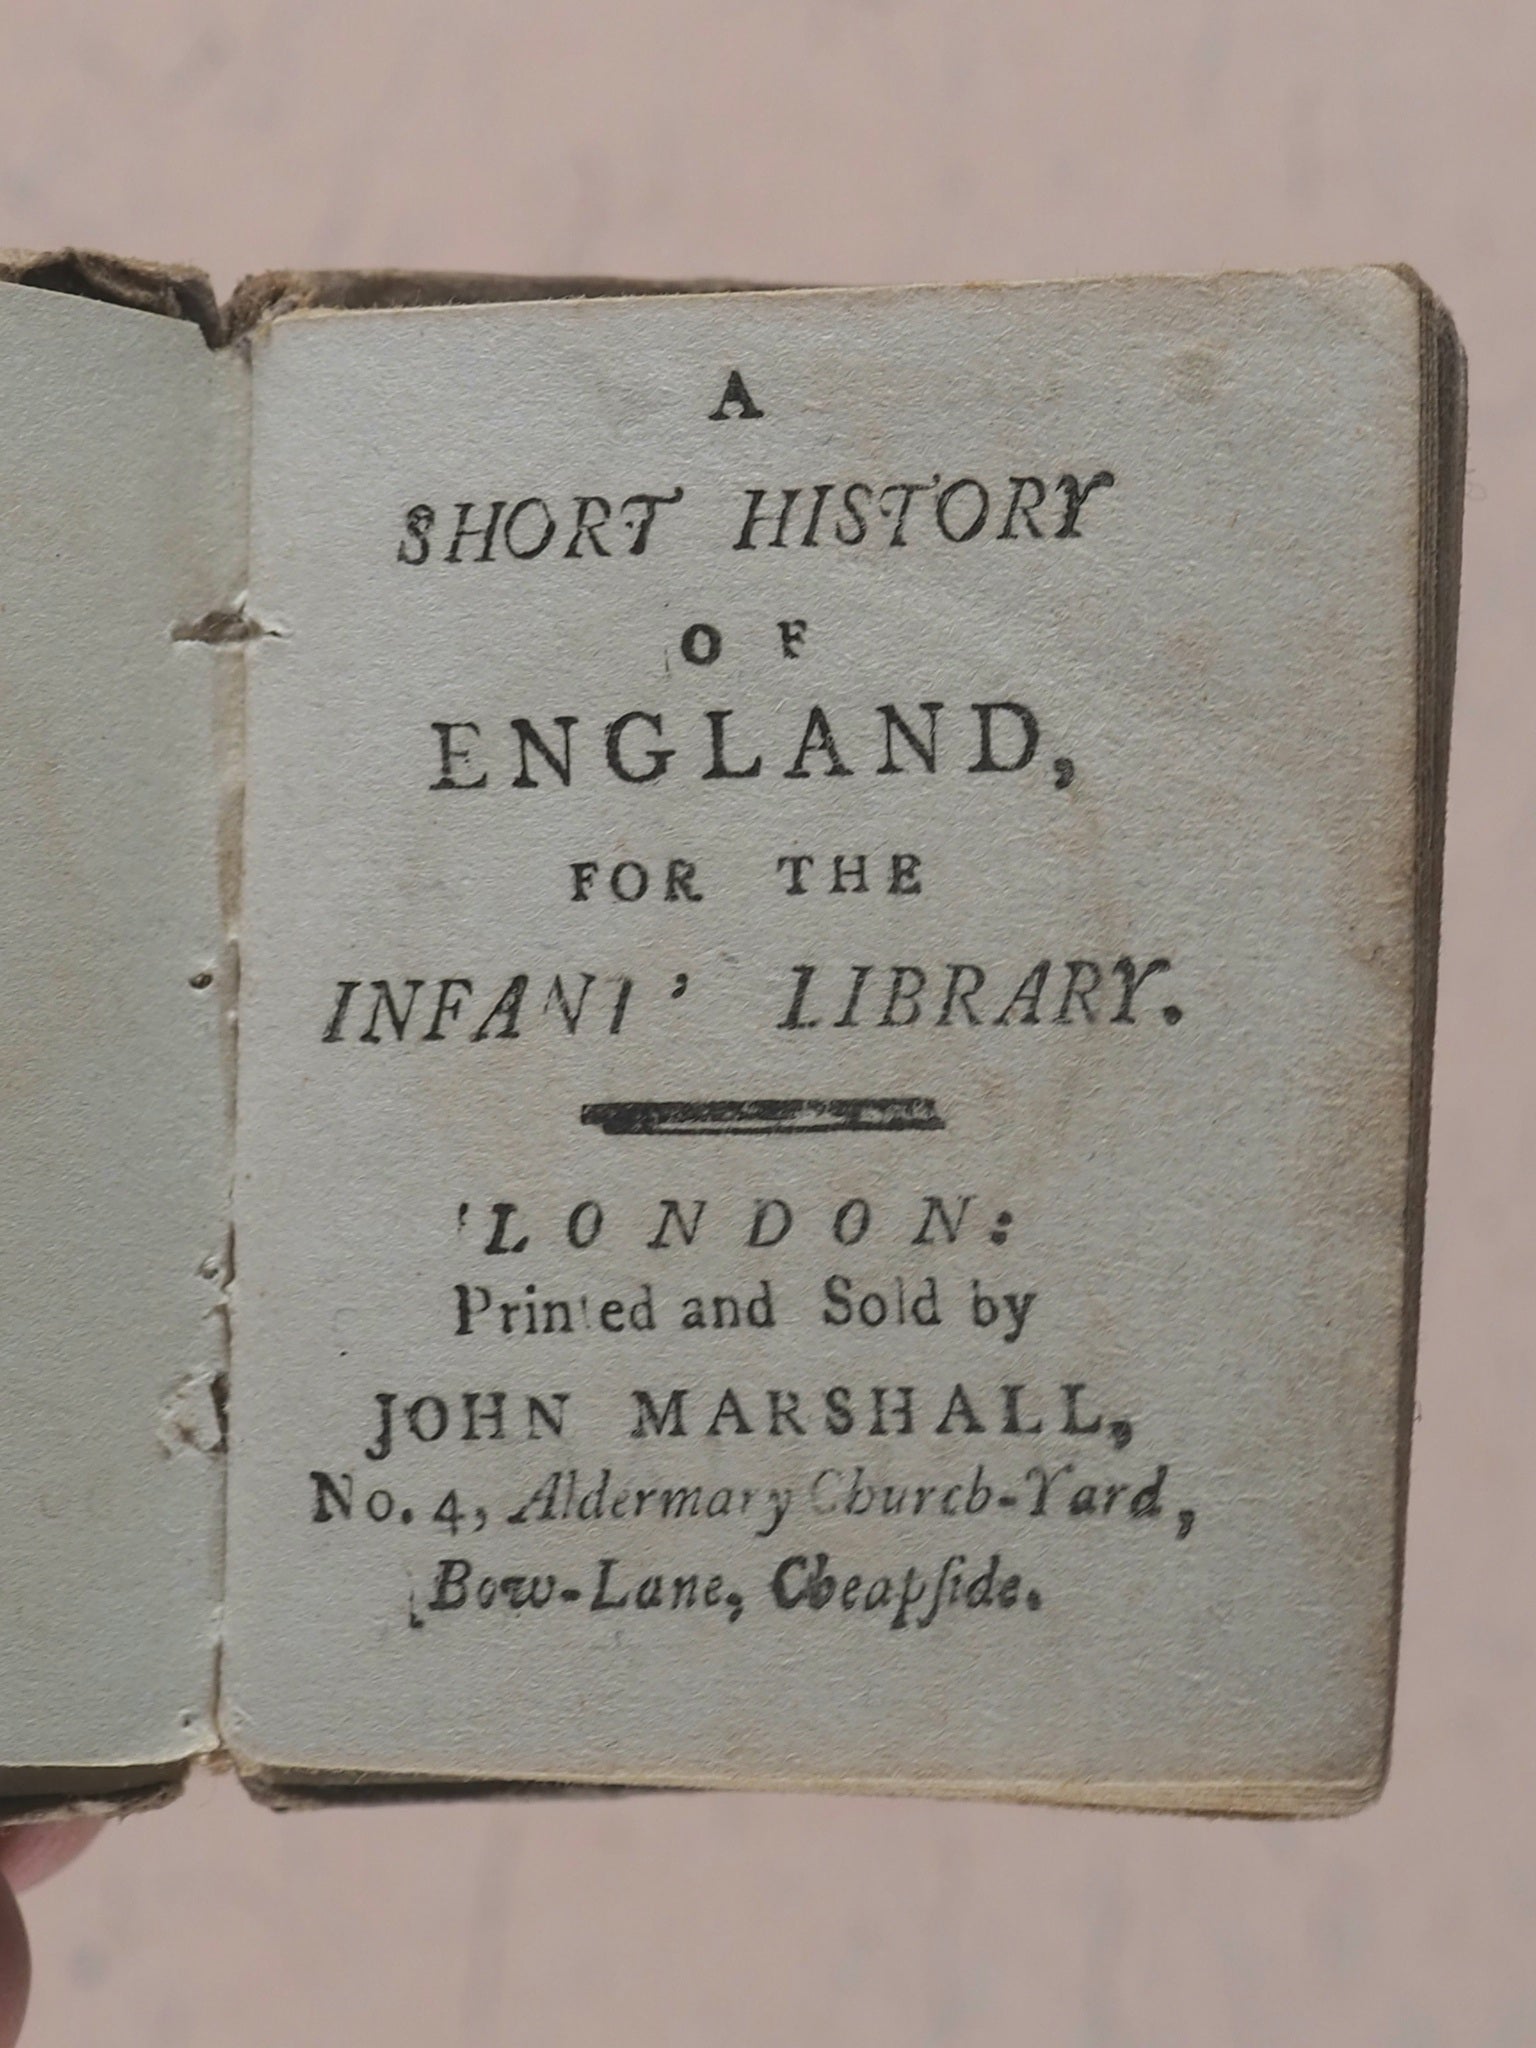 A
SHORT HISTORY
OF
ENGLAND,
FOR THE
INFANT' LIBRARY.
LONDON:
Printed and Sold by
JOHN MARSHALL,
No. 4, Aldermary Church-Yard,
Bow-Lane, Cheapſide.